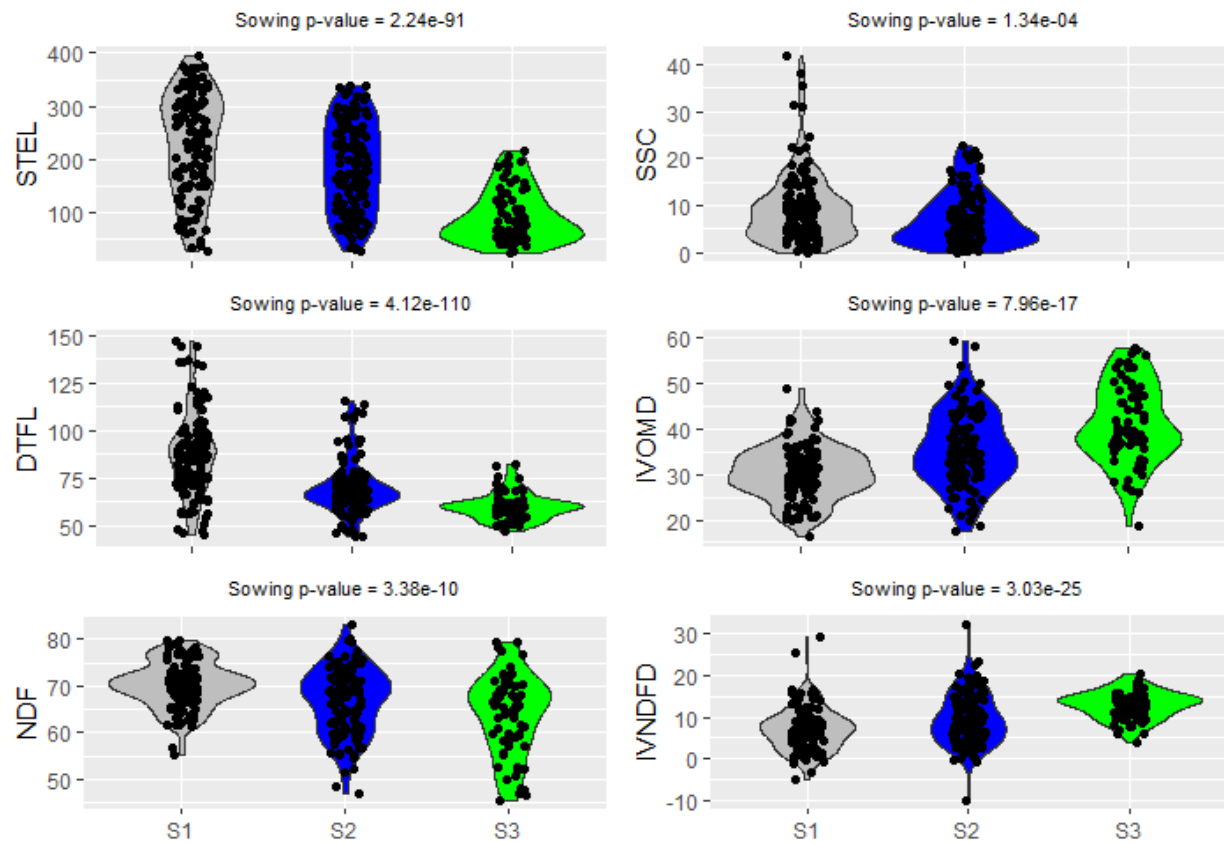 Sowing p-value = 2.24e-91
400
300
200
100
STEL
Sowing p-value = 1.34e-04
40
30
20
10
0
SSC
Sowing p-value = 4.12e-110
150
125
100
75
50
DTFL
Sowing p-value = 7.96e-17
60
50
40
30
20
IVOMD
Sowing p-value = 3.38e-10
80
70
60
50
NDF
S1 S2 S3
Sowing p-value = 3.03e-25
30
20
10
0
-10
IVNDFD
S1 S2 S3